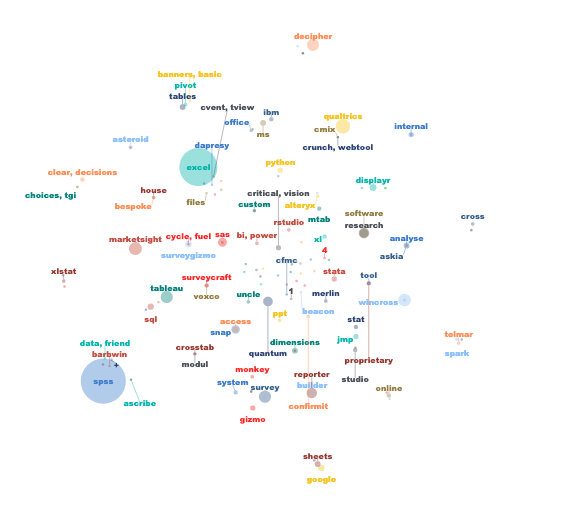 decipher
banners, basic
pivot
tables
cvent, tview
ibm
office
ms
qualtrics
cmix
crunch, webtool
internal
asteroid
dapresy
excel
python
clear, decisions
choices, tgi
house
bespoke
files
critical, vision
custom
alteryx
displayr
mtab
software
research
cross
marketsight
cycle, fuel
sas
surveygizmo
bi, power
rstudio
xl
4
analyse
askia
xlstat
tableau
surveycraft
voxco
cfmc
stata
tool
uncle
1
merlin
wincross
sql
beacon
ppt
access
snap
stat
data, friend
barbwin
+
crosstab
modul
quantum
dimensions
jmp
proprietary
telmar
spark
spss
ascribe
monkey
system
survey
reporter
builder
studio
online
gizmo
confirmit
sheets
google